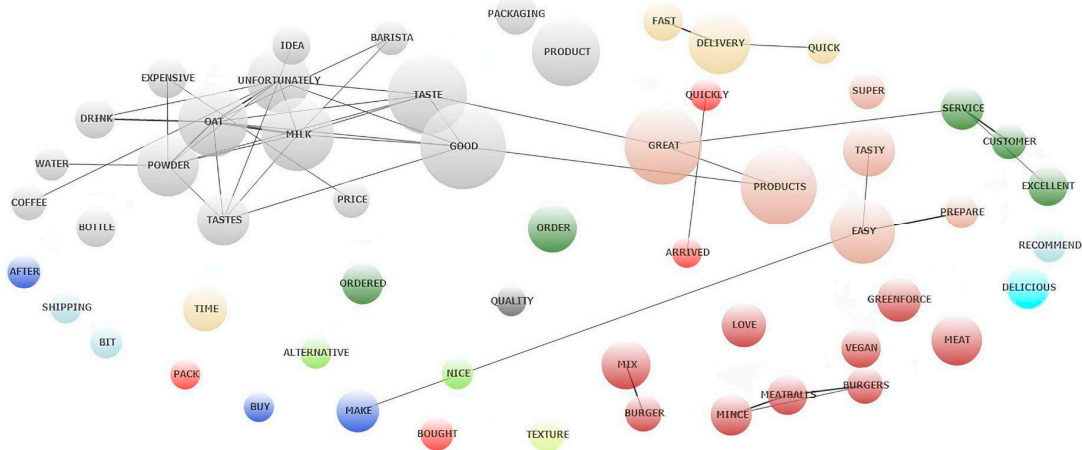 PACKAGING
FAST
IDEA
BARISTA
DELIVERY
QUICK
PRODUCT
EXPENSIVE
UNFORTUNATELY
TASTE
QUICKLY
SUPER
SERVICE
DRINK
OAT
MILK
GOOD
GREAT
CUSTOMER
TASTY
WATER
POWDER
PRODUCTS
EXCELLENT
COFFEE
TASTES
PRICE
PREPARE
BOTTLE
ORDER
EASY
RECOMMEND
ARRIVED
AFTER
ORDERED
DELICIOUS
SHIPPING
TIME
QUALITY
GREENFORCE
LOVE
BIT
ALTERNATIVE
VEGAN
MEAT
PACK
NICE
MIX
BURGERS
MEATBALLS
BUY
MAKE
BURGER
MINCE
BOUGHT
TEXTURE